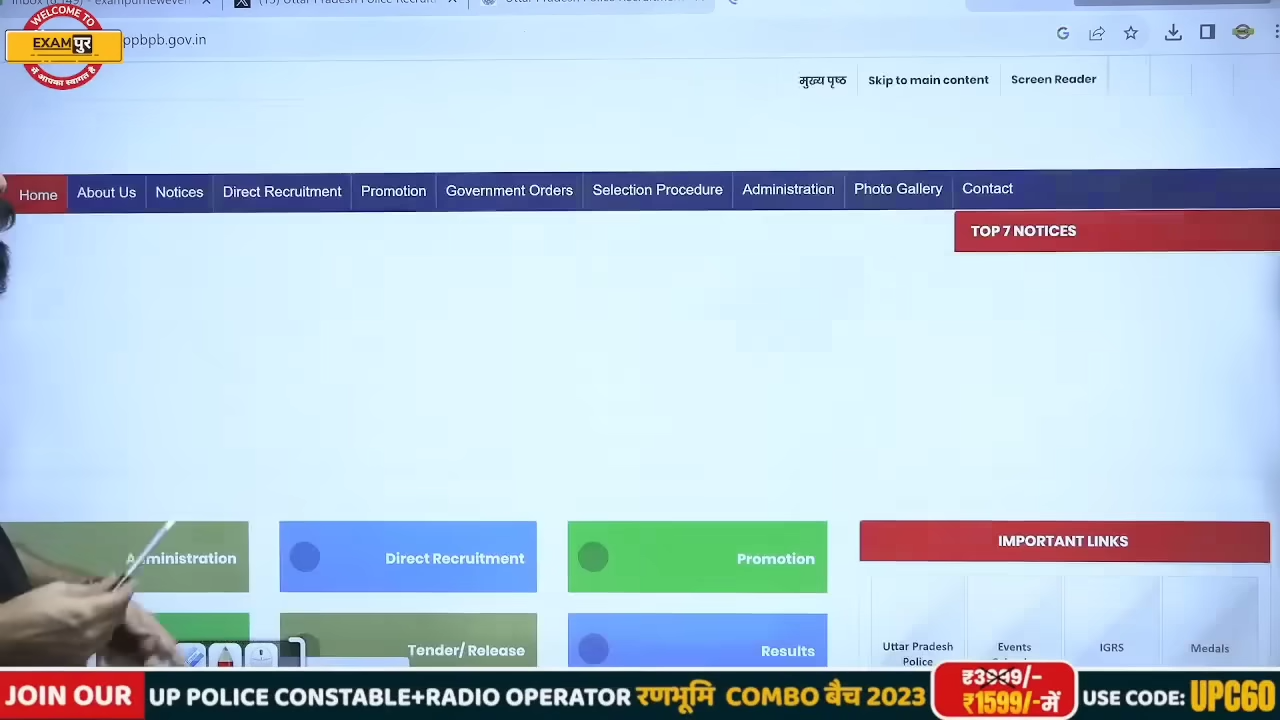 WELCOME TO
EXAMपुर
में आपका स्वागत है
ppbpb.gov.in
मुख्य पृष्ठ
Skip to main content
Screen Reader
Home
About Us
Notices
Direct Recruitment
Promotion
Government Orders
Selection Procedure
Administration
Photo Gallery
Contact
TOP 7 NOTICES
Administration
Direct Recruitment
Promotion
IMPORTANT LINKS
Tender/ Release
Results
Uttar Pradesh
Police
Events
IGRS
Medals
JOIN OUR
UP POLICE CONSTABLE+RADIO OPERATOR रणभूमि COMBO बैच 2023
₹3999/-
₹1599/-में
USE CODE: UPC60